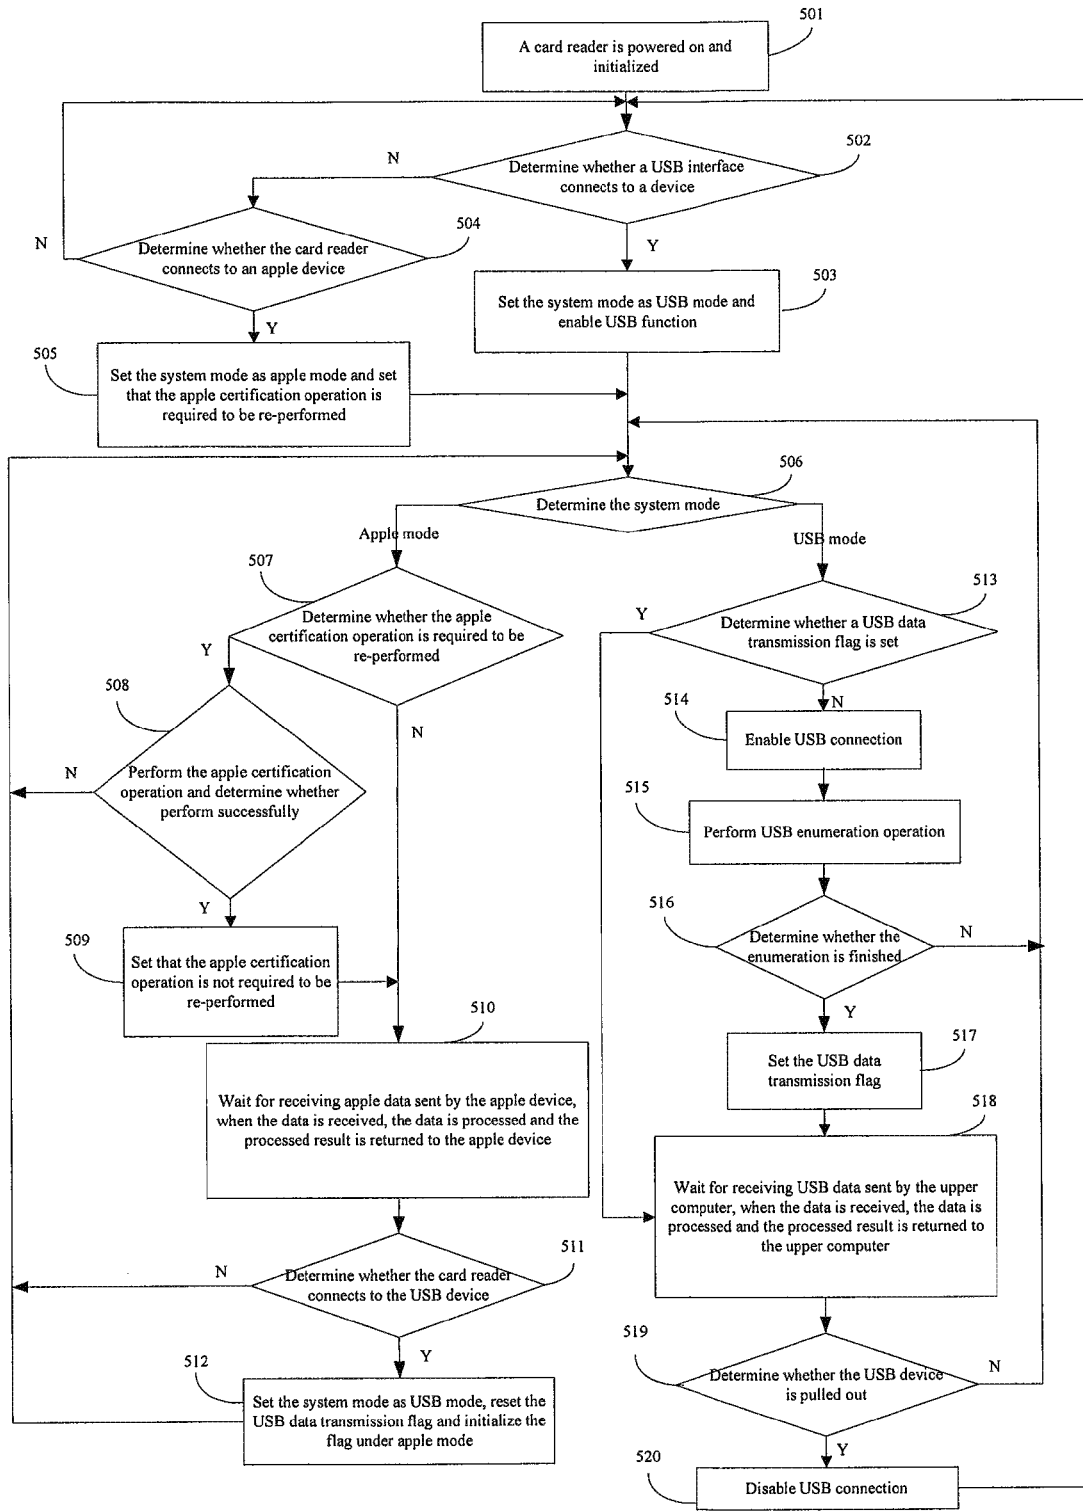 501
A card reader is powered on and
initialized
502
N
Determine whether a USB interface
connects to a device
504
N
Determine whether the card reader
connects to an apple device
Y
503
Set the system mode as USB mode and
enable USB function
Y
505
Set the system mode as apple mode and set
that the apple certification operation is
required to be re-performed
506
Determine the system mode
Apple mode
USB mode
507
Determine whether the apple
certification operation is required to be
re-performed
Y
N
513
Y
Determine whether a USB data
transmission flag is set
N
508
N
Perform the apple certification
operation and determine whether
perform successfully
Y
514
Enable USB connection
515
Perform USB enumeration operation
516
Determine whether the
enumeration is finished
N
Y
509
Set that the apple certification
operation is not required to be
re-performed
510
Wait for receiving apple data sent by the apple device,
when the data is received, the data is processed and the
processed result is returned to the apple device
517
Set the USB data
transmission flag
518
Wait for receiving USB data sent by the upper
computer, when the data is received, the data is
processed and the processed result is returned to
the upper computer
511
N
Determine whether the card reader
connects to the USB device
Y
512
Set the system mode as USB mode, reset the
USB data transmission flag and initialize the
flag under apple mode
519
Determine whether the USB device
is pulled out
N
Y
520
Disable USB connection